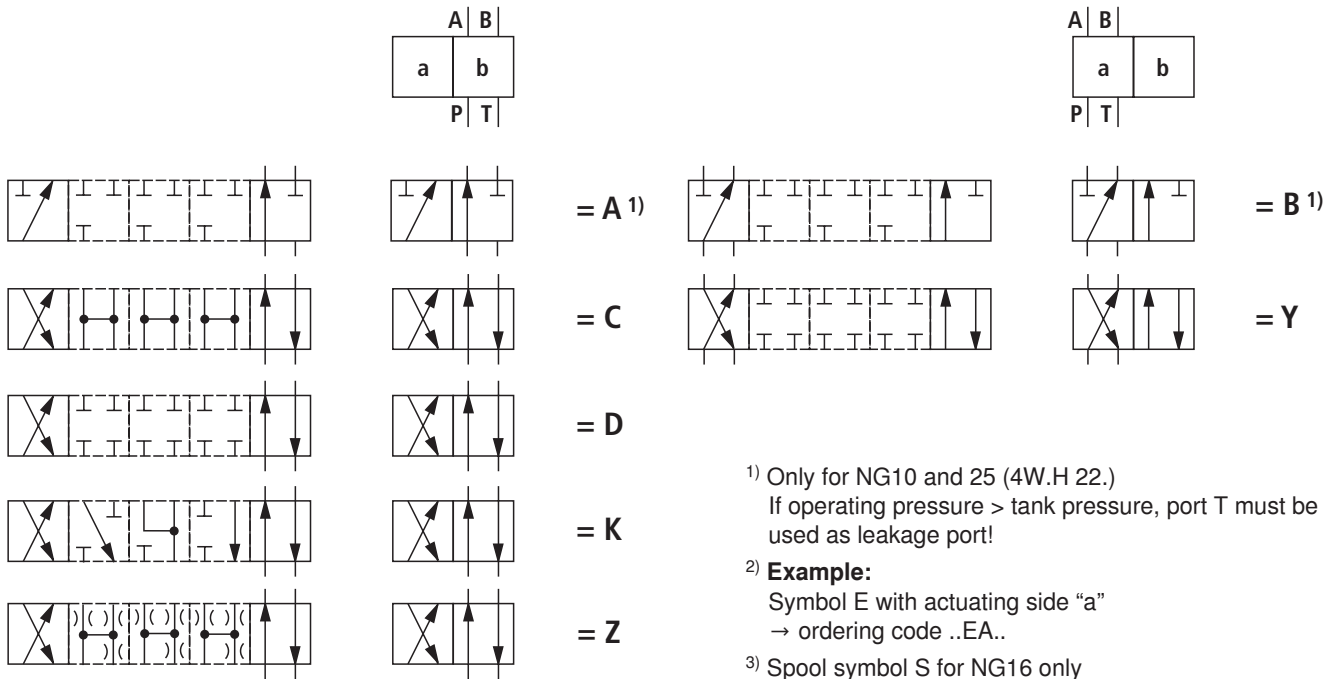 A B
a b
P T
A B
a b
P T
= A 1)
= B 1)
= C
= Y
= D
= K
= Z
1) Only for NG10 and 25 (4W.H 22.)
If operating pressure > tank pressure, port T must be
used as leakage port!
2) Example:
Symbol E with actuating side “a”
→ ordering code ..EA..
3) Spool symbol S for NG16 only